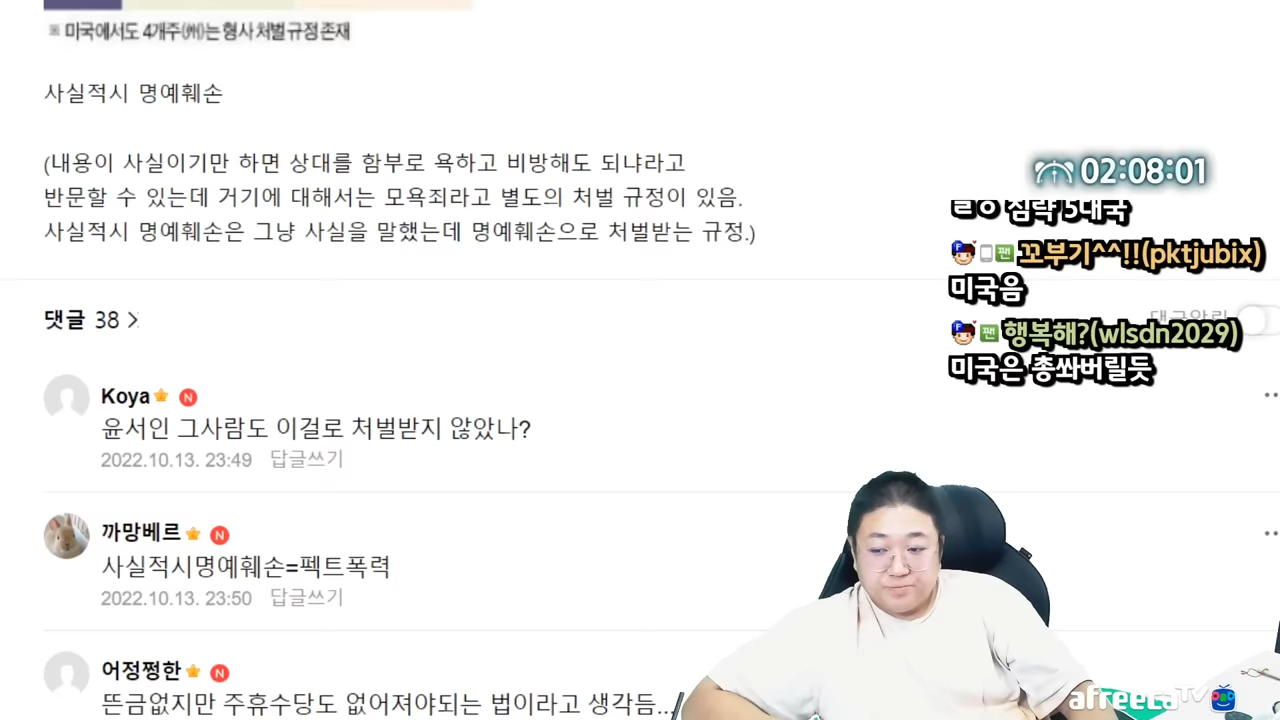 ※ 미국에서도 4개주(州)는 형사 처벌 규정 존재
사실적시 명예훼손
(내용이 사실이기만 하면 상대를 함부로 욕하고 비방해도 되냐라고
반문할 수 있는데 거기에 대해서는 모욕죄라고 별도의 처벌 규정이 있음.
사실적시 명예훼손은 그냥 사실을 말했는데 명예훼손으로 처벌받는 규정.)
댓글 38 >
댓글알림
Koya N
윤서인 그사람도 이걸로 처벌받지 않았나?
2022.10.13. 23:49 답글쓰기
까망베르 N
사실적시명예훼손=펙트폭력
2022.10.13. 23:50 답글쓰기
어정쩡한 N
뜬금없지만 주휴수당도 없어져야되는 법이라고 생각듬...
02:08:01
침략 5대국
F 팬 꼬부기^^!!(pktjubix)
미국음
F 팬 행복해?(wlsdn2029)
미국은 총쏴버릴듯
afreecaTV